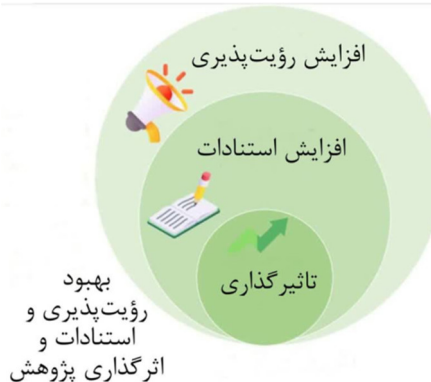 افزایش رؤیت‌پذیری
افزایش استنادات
تاثیرگذاری
بهبود
رؤیت‌پذیری و
استنادات و
اثرگذاری پژوهش